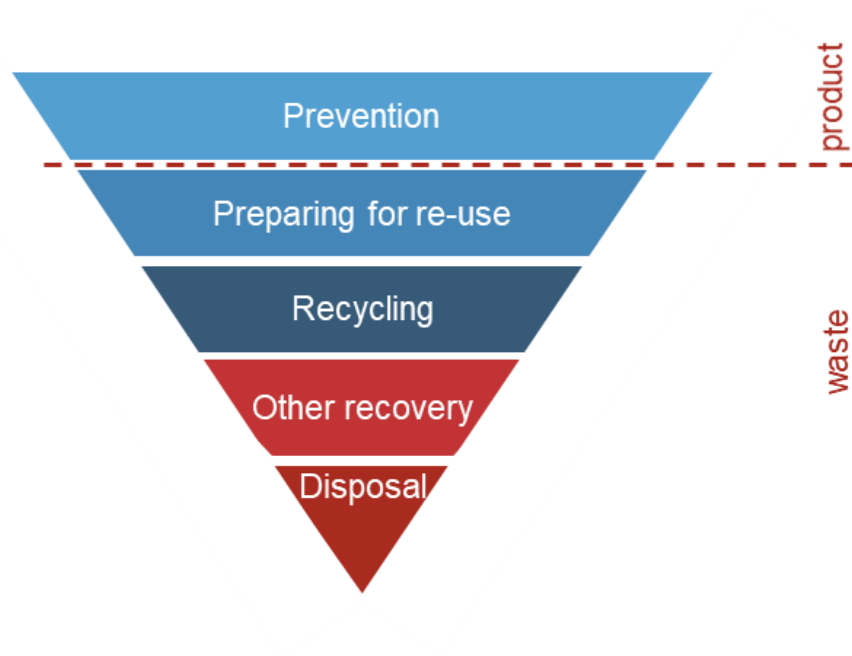 product
Prevention
Preparing for re-use
Recycling
waste
Other recovery
Disposal